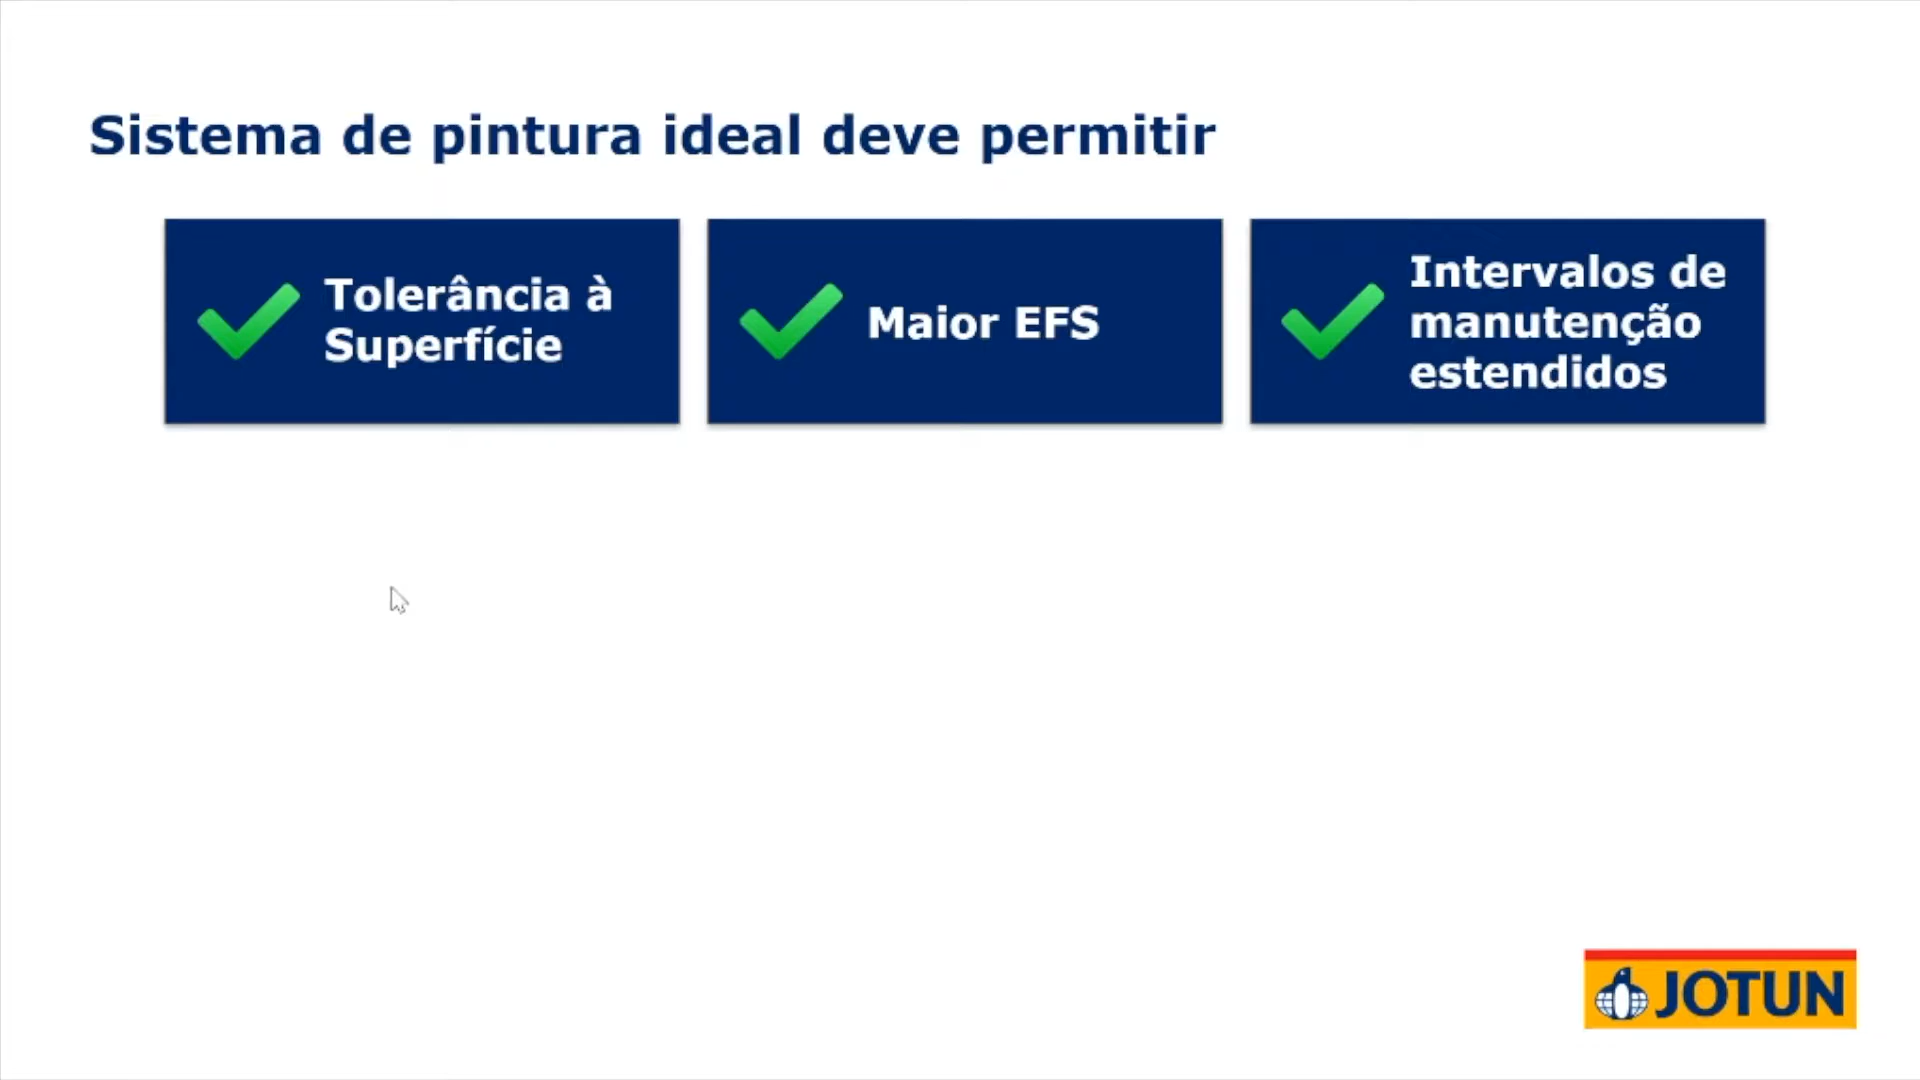 Sistema de pintura ideal deve permitir
Tolerância à
Superfície
Maior EFS
Intervalos de
manutenção
estendidos
JOTUN